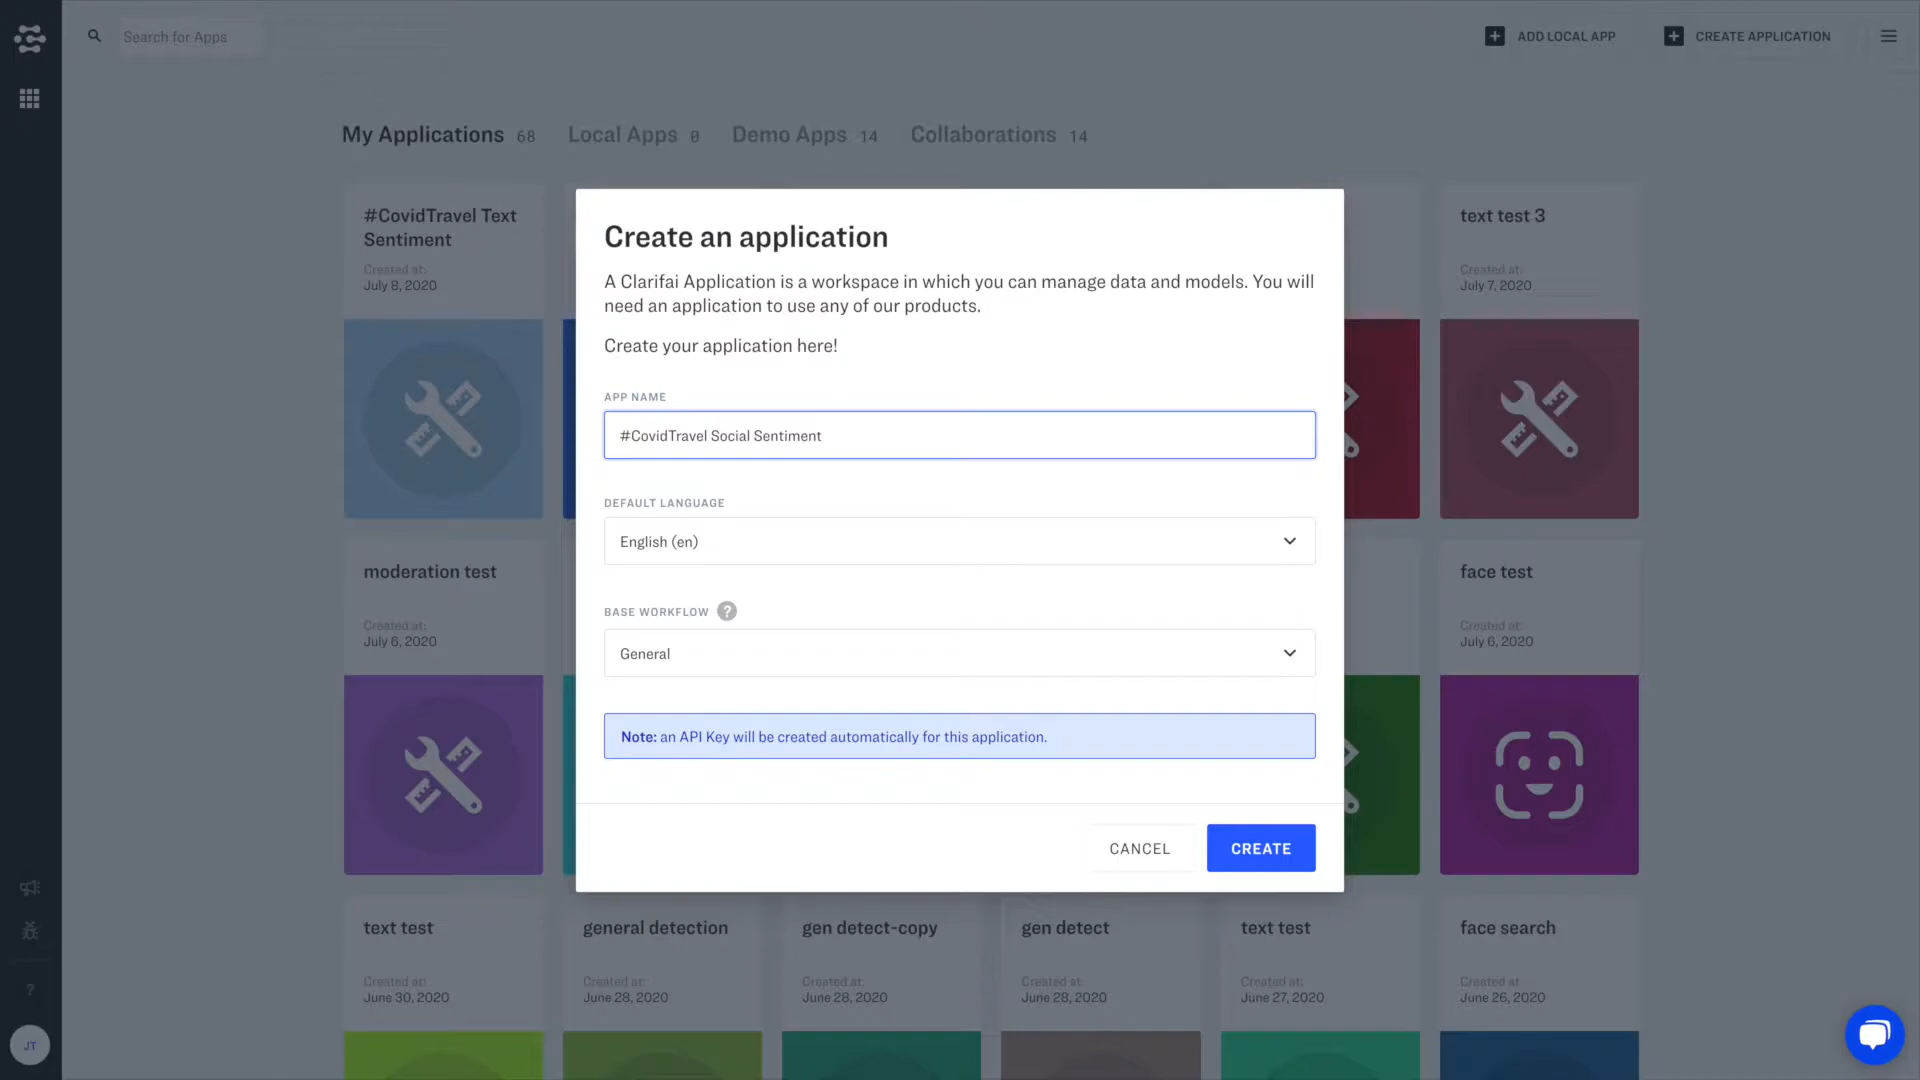 Search for Apps
ADD LOCAL APP
CREATE APPLICATION
My Applications 68
Local Apps 0
Demo Apps 14
Collaborations 14
#CovidTravel Text
Sentiment
Created at:
July 8, 2020
text test 3
Created at:
July 7, 2020
Create an application
A Clarifai Application is a workspace in which you can manage data and models. You will
need an application to use any of our products.
Create your application here!
APP NAME
#CovidTravel Social Sentiment
DEFAULT LANGUAGE
English (en)
BASE WORKFLOW ?
General
Note: an API Key will be created automatically for this application.
CANCEL
CREATE
moderation test
Created at:
July 6, 2020
face test
Created at:
July 6, 2020
text test
Created at:
June 30, 2020
general detection
Created at:
June 28, 2020
gen detect-copy
Created at:
June 28, 2020
gen detect
Created at:
June 28, 2020
text test
Created at:
June 27, 2020
face search
Created at:
June 26, 2020
?
JT